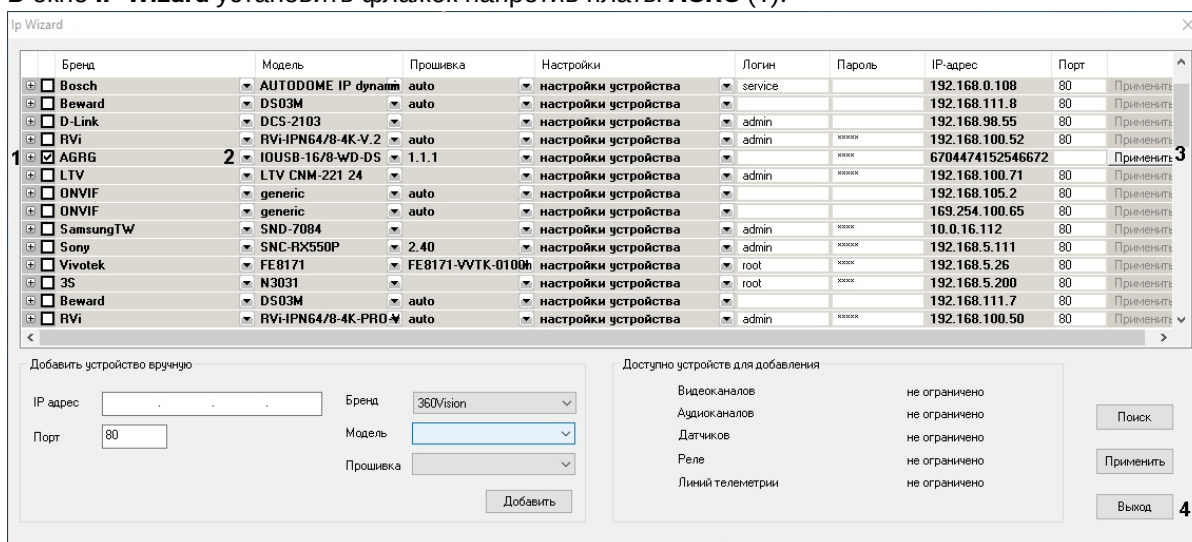 В окне Ip Wizard установить флажок напротив платы AGRG (1).
Ip Wizard
Бренд Модель Прошивка Настройки Логин Пароль IP-адрес Порт
Bosch AUTODOME IP dynami auto настройки устройства service 192.168.0.108 80 Применить
Beward DS03M auto настройки устройства 192.168.111.8 80 Применить
D-Link DCS-2103 настройки устройства admin 192.168.98.55 80 Применить
RVi RVi-IPN64/8-4K-V.2 auto настройки устройства admin ***** 192.168.100.52 80 Применить
1 AGRG 2 IOUSB-16/8-WD-DS 1.1.1 настройки устройства **** 6704474152546672 Применить 3
LTV LTV CNM-221 24 настройки устройства admin ***** 192.168.100.71 80 Применить
ONVIF generic auto настройки устройства 192.168.105.2 80 Применить
ONVIF generic auto настройки устройства 169.254.100.65 80 Применить
SamsungTW SND-7084 настройки устройства admin **** 10.0.16.112 80 Применить
Sony SNC-RX550P 2.40 настройки устройства admin **** 192.168.5.111 80 Применить
Vivotek FE8171 FE8171-VVTK-0100h настройки устройства root **** 192.168.5.26 80 Применить
3S N3031 настройки устройства root **** 192.168.5.200 80 Применить
Beward DS03M auto настройки устройства 192.168.111.7 80 Применить
RVi RVi-IPN64/8-4K-PRO V auto настройки устройства admin ***** 192.168.100.50 80 Применить
Добавить устройство вручную
IP адрес . . .
Порт 80
Бренд 360Vision
Модель
Прошивка
Добавить
Доступно устройств для добавления
Видеоканалов не ограничено
Аудиоканалов не ограничено
Датчиков не ограничено
Реле не ограничено
Линий телеметрии не ограничено
Поиск
Применить
Выход 4